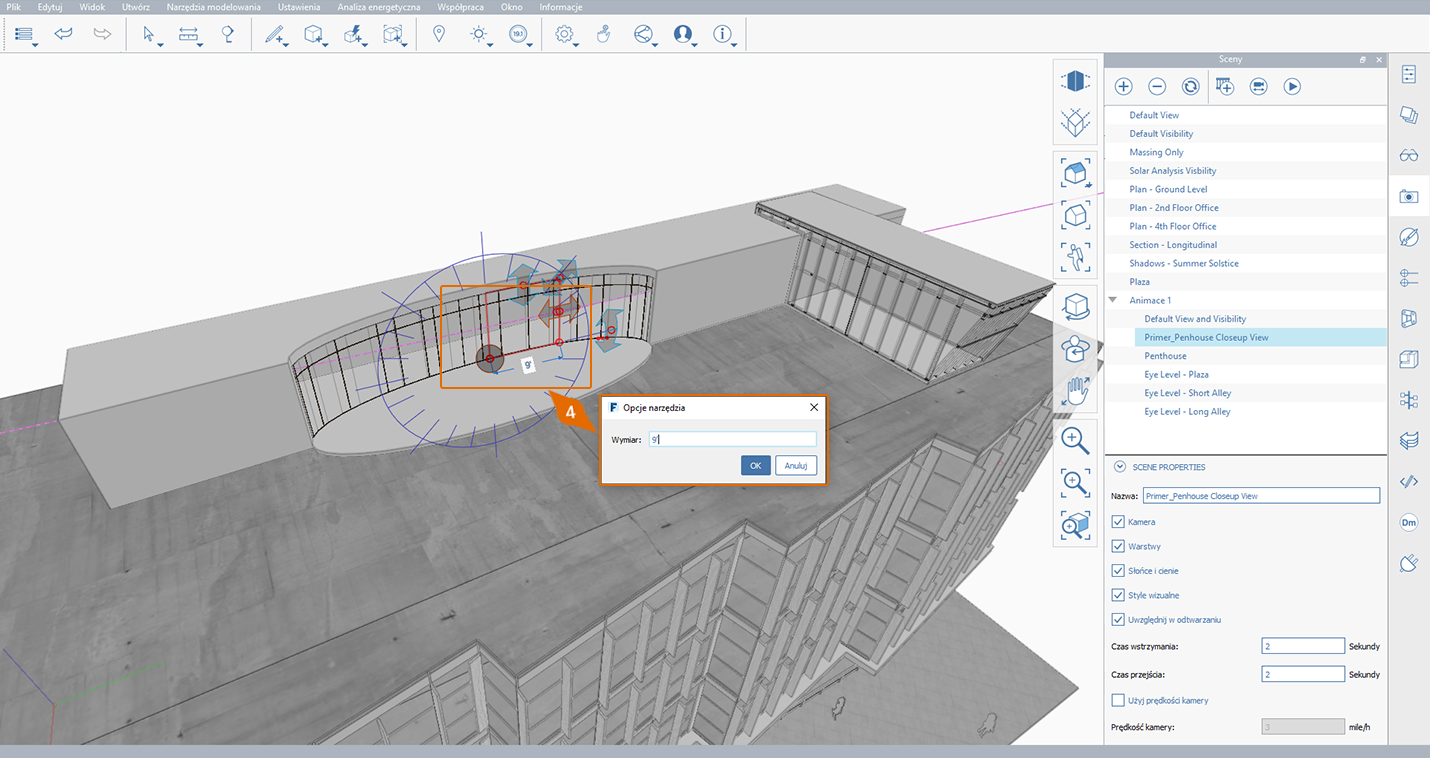 Plik Edytuj Widok Utwórz Narzędzia modelowania Ustawienia Analiza energetyczna Współpraca Okno Informacje
19.1
Sceny
Default View
Default Visibility
Massing Only
Solar Analysis Visbility
Plan - Ground Level
Plan - 2nd Floor Office
Plan - 4th Floor Office
Section - Longitudinal
Shadows - Summer Solstice
Plaza
Animace 1
Default View and Visibility
Primer_Penhouse Closeup View
Penthouse
Eye Level - Plaza
Eye Level - Short Alley
Eye Level - Long Alley
9'
4
F Opcje narzędzia
Wymiar: 9'
OK Anuluj
SCENE PROPERTIES
Nazwa: Primer_Penhouse Closeup View
Kamera
Warstwy
Słońce i cienie
Style wizualne
Uwzględnij w odtwarzaniu
Czas wstrzymania: 2 Sekundy
Czas przejścia: 2 Sekundy
Użyj prędkości kamery
Prędkość kamery: 3 mile/h
Dm